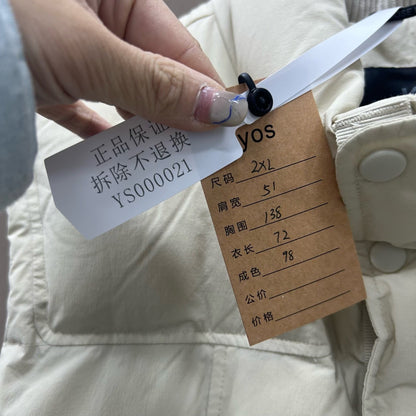 正品保证
拆除不退换
YS000021
yos
尺码 2XL
肩宽 51
胸围 138
衣长 72
成色 98
公价
价格